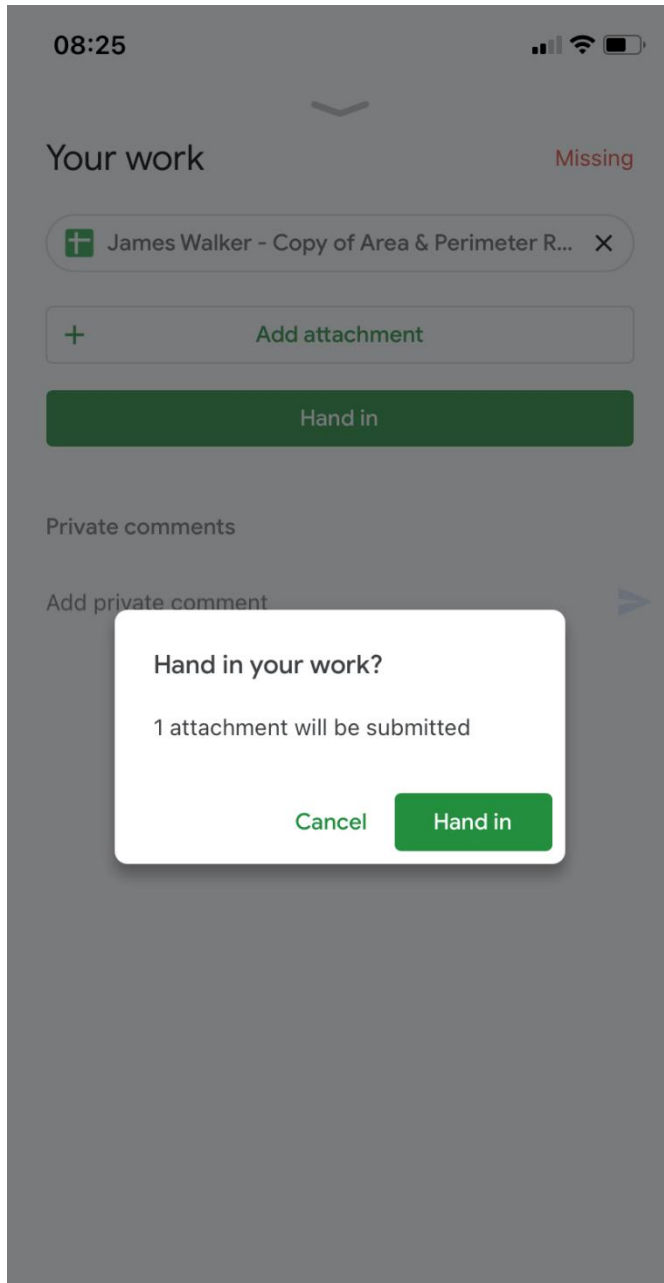 08:25
Your work
Missing
James Walker - Copy of Area & Perimeter R...
Add attachment
Hand in
Private comments
Add private comment
Hand in your work?
1 attachment will be submitted
Cancel
Hand in